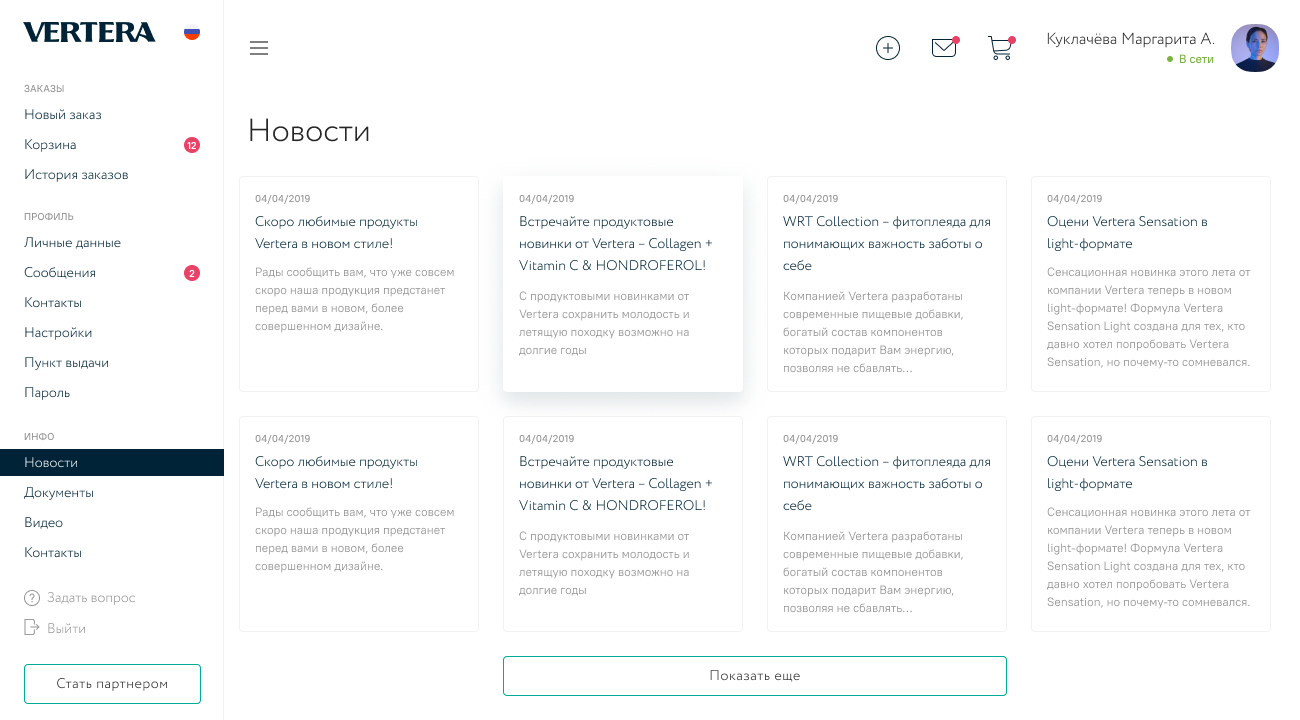 VERTERA
ЗАКАЗЫ
Новый заказ
Корзина 12
История заказов
ПРОФИЛЬ
Личные данные
Сообщения 2
Контакты
Настройки
Пункт выдачи
Пароль
ИНФО
Новости
Документы
Видео
Контакты
Задать вопрос
Выйти
Стать партнером
Куклачёва Маргарита А.
В сети
Новости
04/04/2019
Скоро любимые продукты
Vertera в новом стиле!
Рады сообщить вам, что уже совсем
скоро наша продукция предстанет
перед вами в новом, более
совершенном дизайне.
04/04/2019
Встречайте продуктовые
новинки от Vertera – Collagen +
Vitamin C & HONDROFEROL!
С продуктовыми новинками от
Vertera сохранить молодость и
летящую походку возможно на
долгие годы
04/04/2019
WRT Collection – фитоплеяда для
понимающих важность заботы о
себе
Компанией Vertera разработаны
современные пищевые добавки,
богатый состав компонентов
которых подарит Вам энергию,
позволяя не сбавлять...
04/04/2019
Оцени Vertera Sensation в
light-формате
Сенсационная новинка этого лета от
компании Vertera теперь в новом
light-формате! Формула Vertera
Sensation Light создана для тех, кто
давно хотел попробовать Vertera
Sensation, но почему-то сомневался.
04/04/2019
Скоро любимые продукты
Vertera в новом стиле!
Рады сообщить вам, что уже совсем
скоро наша продукция предстанет
перед вами в новом, более
совершенном дизайне.
04/04/2019
Встречайте продуктовые
новинки от Vertera – Collagen +
Vitamin C & HONDROFEROL!
С продуктовыми новинками от
Vertera сохранить молодость и
летящую походку возможно на
долгие годы
04/04/2019
WRT Collection – фитоплеяда для
понимающих важность заботы о
себе
Компанией Vertera разработаны
современные пищевые добавки,
богатый состав компонентов
которых подарит Вам энергию,
позволяя не сбавлять...
04/04/2019
Оцени Vertera Sensation в
light-формате
Сенсационная новинка этого лета от
компании Vertera теперь в новом
light-формате! Формула Vertera
Sensation Light создана для тех, кто
давно хотел попробовать Vertera
Sensation, но почему-то сомневался.
Показать еще